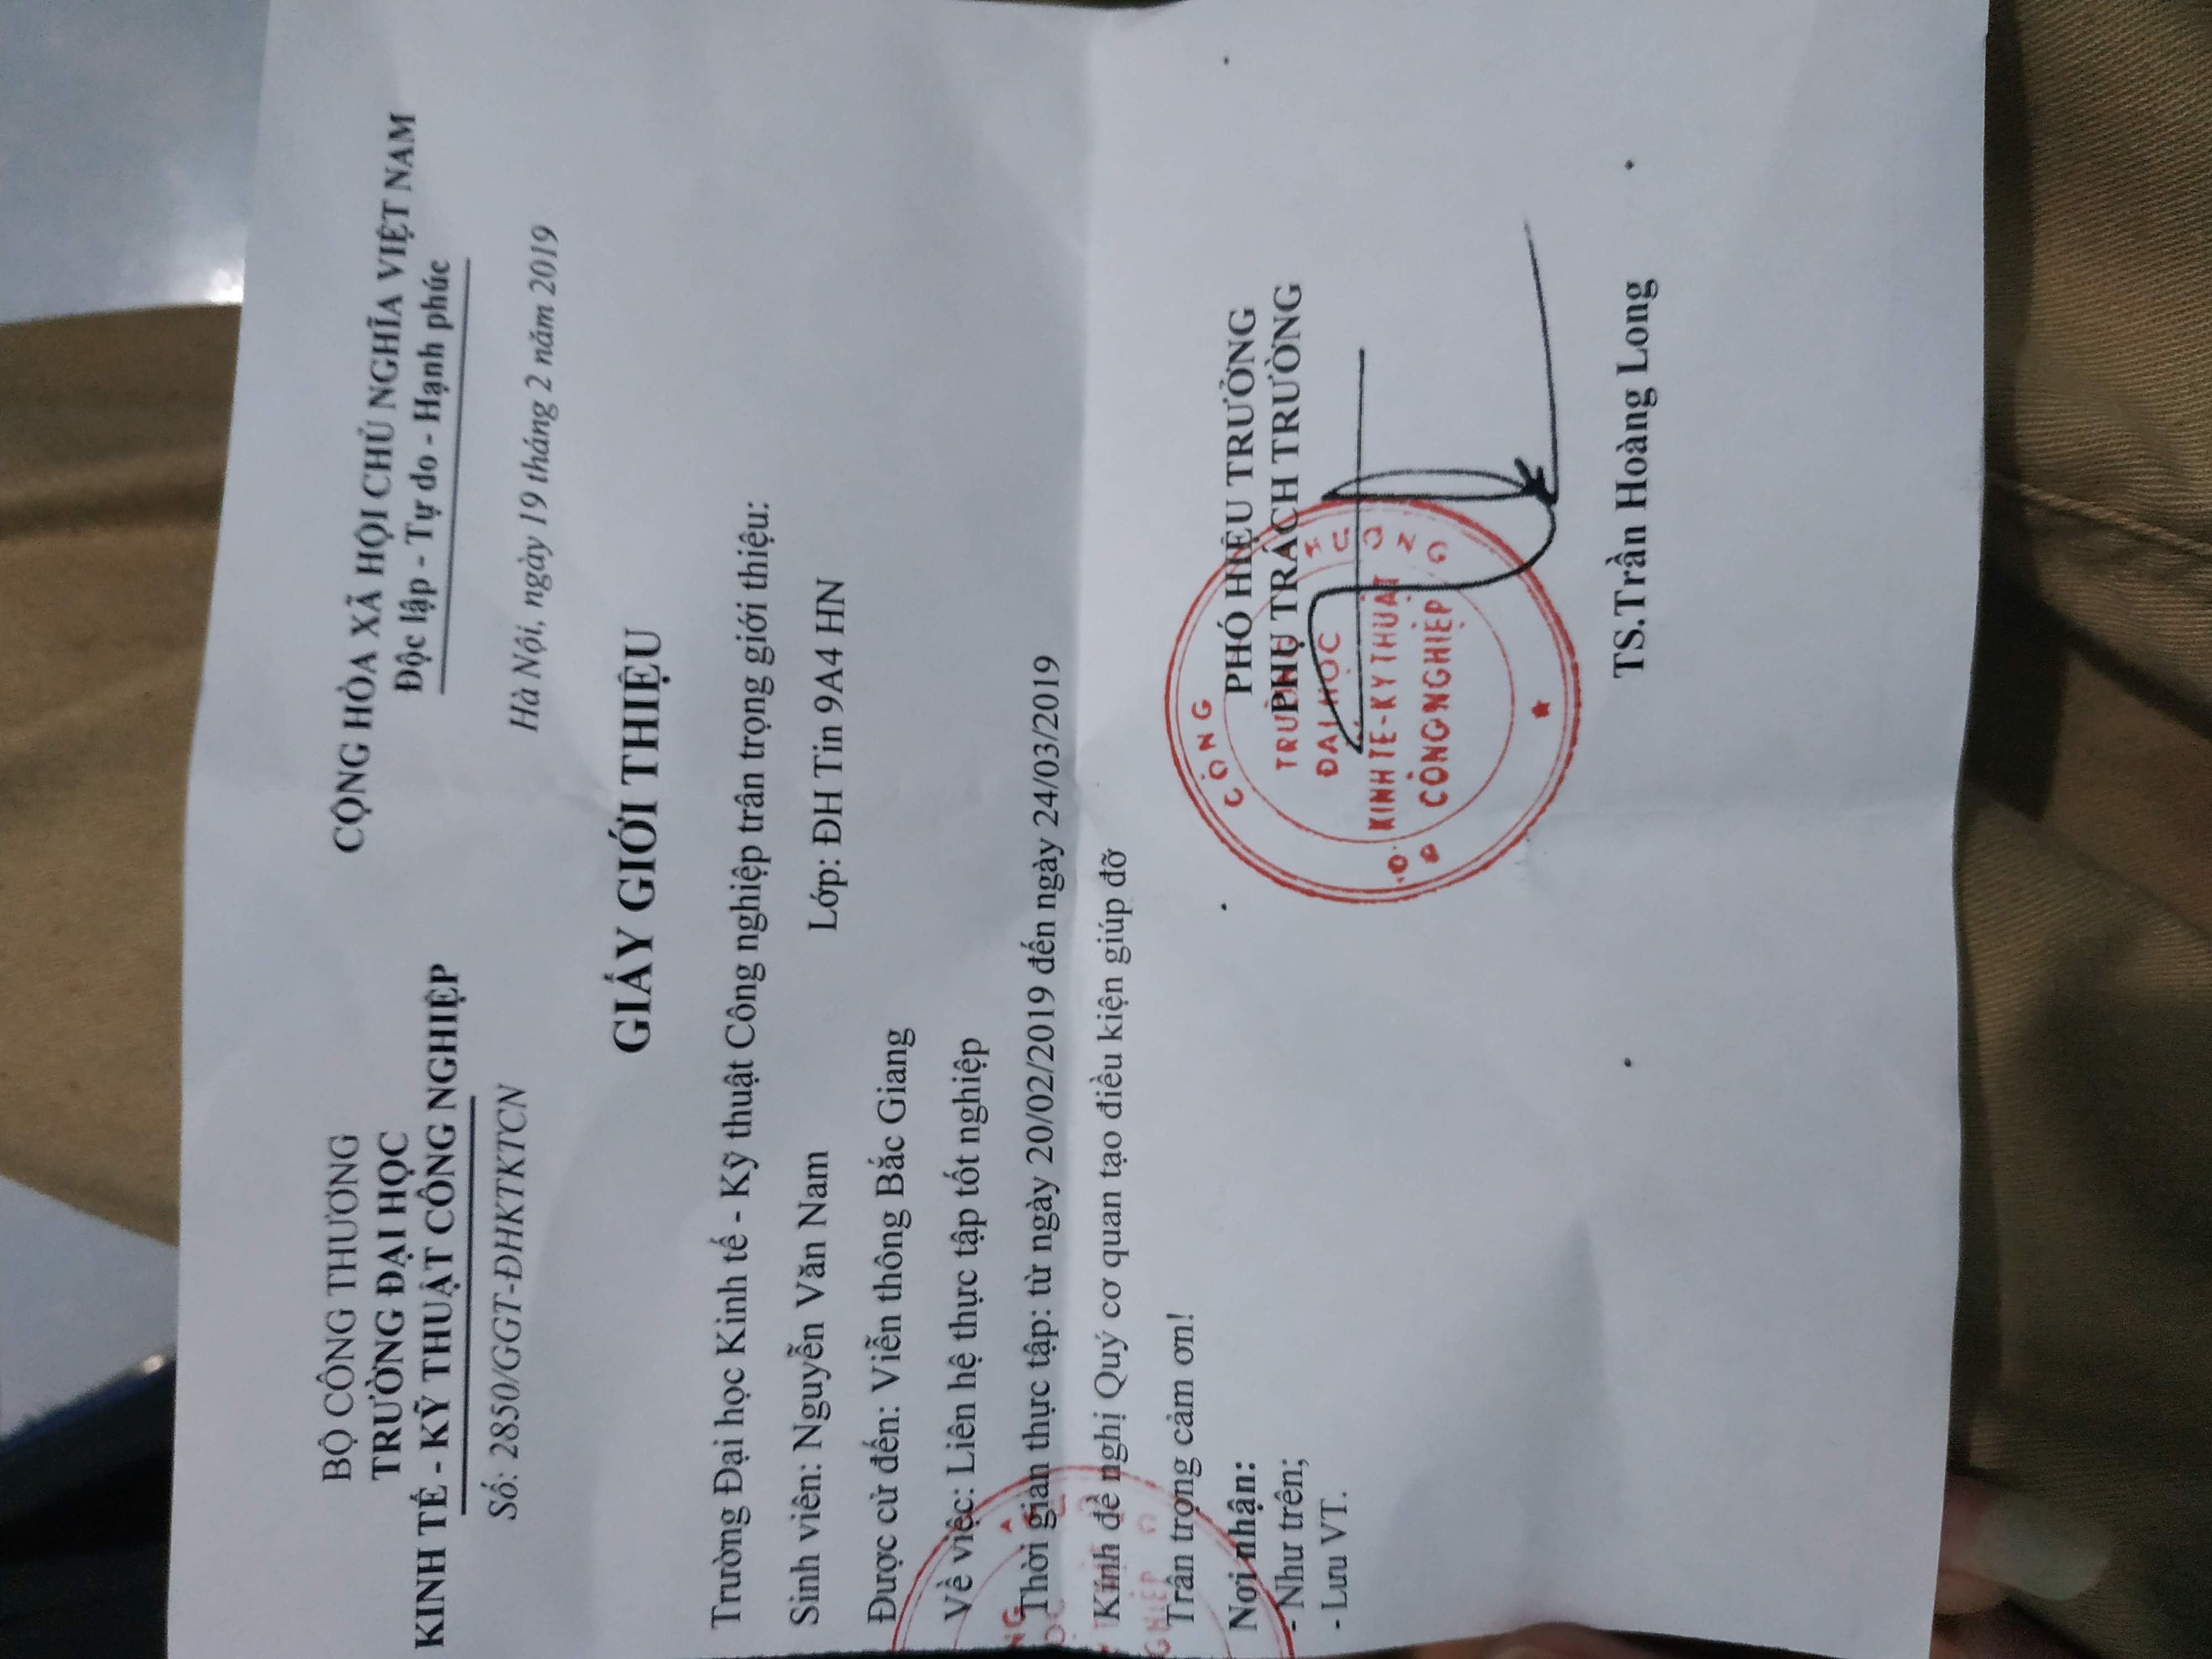 BỘ CÔNG THƯƠNG
TRƯỜNG ĐẠI HỌC
KINH TẾ - KỸ THUẬT CÔNG NGHIỆP
Số: 2850/GGT-ĐHKTKTCN
CỘNG HÒA XÃ HỘI CHỦ NGHĨA VIỆT NAM
Độc lập - Tự do - Hạnh phúc
Hà Nội, ngày 19 tháng 2 năm 2019
GIẤY GIỚI THIỆU
Trường Đại học Kinh tế - Kỹ thuật Công nghiệp trân trọng giới thiệu:
Sinh viên: Nguyễn Văn Nam Lớp: ĐH Tin 9A4 HN
Được cử đến: Viễn thông Bắc Giang
Về việc: Liên hệ thực tập tốt nghiệp
Thời gian thực tập: từ ngày 20/02/2019 đến ngày 24/03/2019
Kính đề nghị Quý cơ quan tạo điều kiện giúp đỡ
Trân trọng cảm ơn!
Nơi nhận:
- Như trên;
- Lưu VT.
PHÓ HIỆU TRƯỞNG
PHỤ TRÁCH TRƯỜNG
BỘ CÔNG THƯƠNG
TRƯỜNG
ĐẠI HỌC
KINH TẾ - KỸ THUẬT
CÔNG NGHIỆP
TS.Trần Hoàng Long